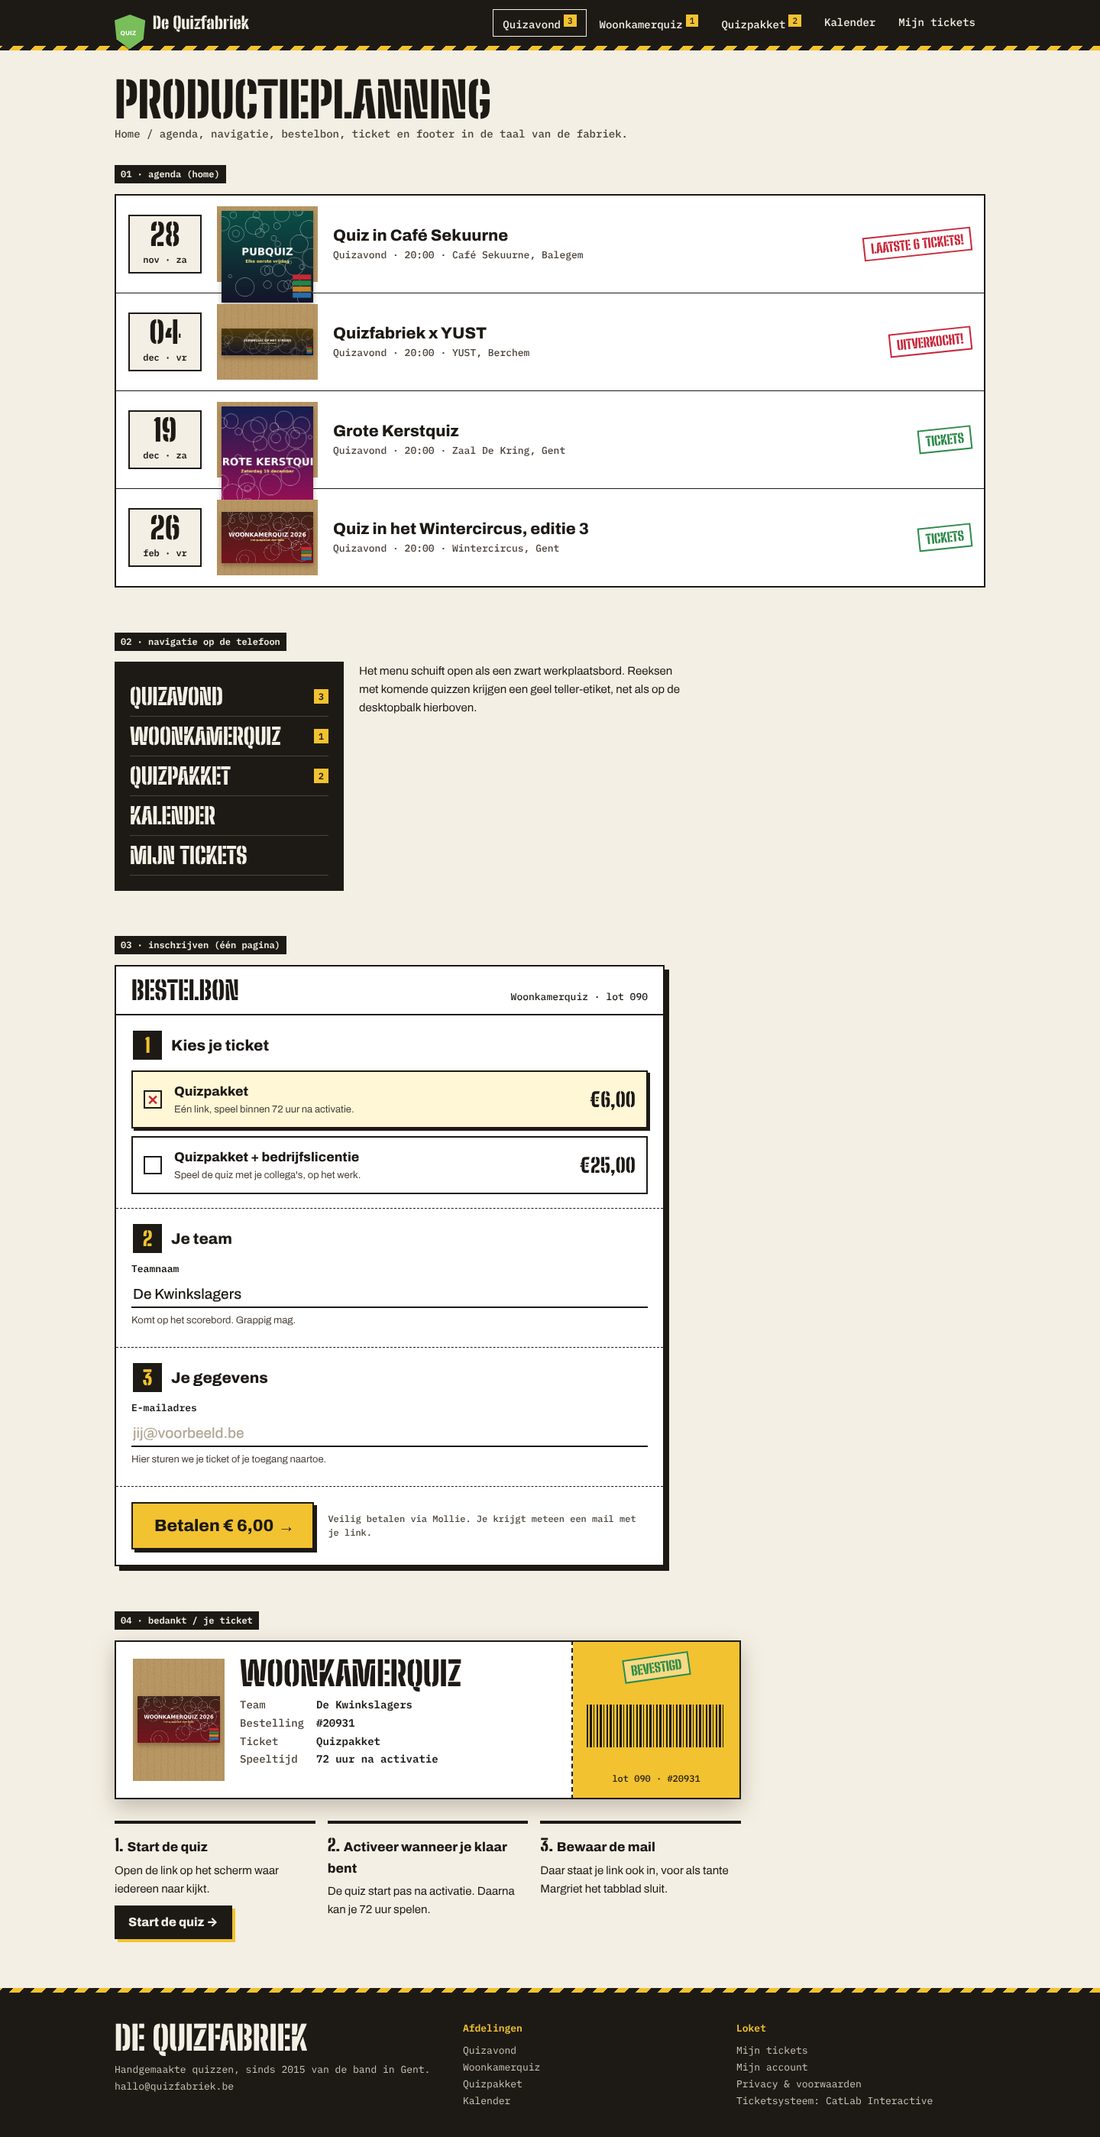 QUIZ
De Quizfabriek
Quizavond 3 Woonkamerquiz 1 Quizpakket 2 Kalender Mijn tickets
PRODUCTIEPLANNING
Home / agenda, navigatie, bestelbon, ticket en footer in de taal van de fabriek.
01 · agenda (home)
28
nov · za
PUBQUIZ
Elke eerste vrijdag
Quiz in Café Sekuurne
Quizavond · 20:00 · Café Sekuurne, Balegem
LAATSTE 6 TICKETS!
04
dec · vr
Quizfabriek x YUST
Quizavond · 20:00 · YUST, Berchem
UITVERKOCHT!
19
dec · za
ROTE KERSTQUI
Zaterdag 19 december
Grote Kerstquiz
Quizavond · 20:00 · Zaal De Kring, Gent
TICKETS
26
feb · vr
WOONKAMERQUIZ 2026
Quiz in het Wintercircus, editie 3
Quizavond · 20:00 · Wintercircus, Gent
TICKETS
02 · navigatie op de telefoon
QUIZAVOND 3
WOONKAMERQUIZ 1
QUIZPAKKET 2
KALENDER
MIJN TICKETS
Het menu schuift open als een zwart werkplaatsbord. Reeksen
met komende quizzen krijgen een geel teller-etiket, net als op de
desktopbalk hierboven.
03 · inschrijven (één pagina)
BESTELBON
Woonkamerquiz · lot 090
1 Kies je ticket
Quizpakket
Eén link, speel binnen 72 uur na activatie.
€6,00
Quizpakket + bedrijfslicentie
Speel de quiz met je collega's, op het werk.
€25,00
2 Je team
Teamnaam
De Kwinkslagers
Komt op het scorebord. Grappig mag.
3 Je gegevens
E-mailadres
jij@voorbeeld.be
Hier sturen we je ticket of je toegang naartoe.
Betalen € 6,00 →
Veilig betalen via Mollie. Je krijgt meteen een mail met
je link.
04 · bedankt / je ticket
WOONKAMERQUIZ 2026
WOONKAMERQUIZ
Team De Kwinkslagers
Bestelling #20931
Ticket Quizpakket
Speeltijd 72 uur na activatie
BEVESTIGD
lot 090 · #20931
1. Start de quiz
Open de link op het scherm waar
iedereen naar kijkt.
Start de quiz →
2. Activeer wanneer je klaar
bent
De quiz start pas na activatie. Daarna
kan je 72 uur spelen.
3. Bewaar de mail
Daar staat je link ook in, voor als tante
Margriet het tabblad sluit.
DE QUIZFABRIEK
Handgemaakte quizzen, sinds 2015 van de band in Gent.
hallo@quizfabriek.be
Afdelingen
Quizavond
Woonkamerquiz
Quizpakket
Kalender
Loket
Mijn tickets
Mijn account
Privacy & voorwaarden
Ticketsysteem: CatLab Interactive